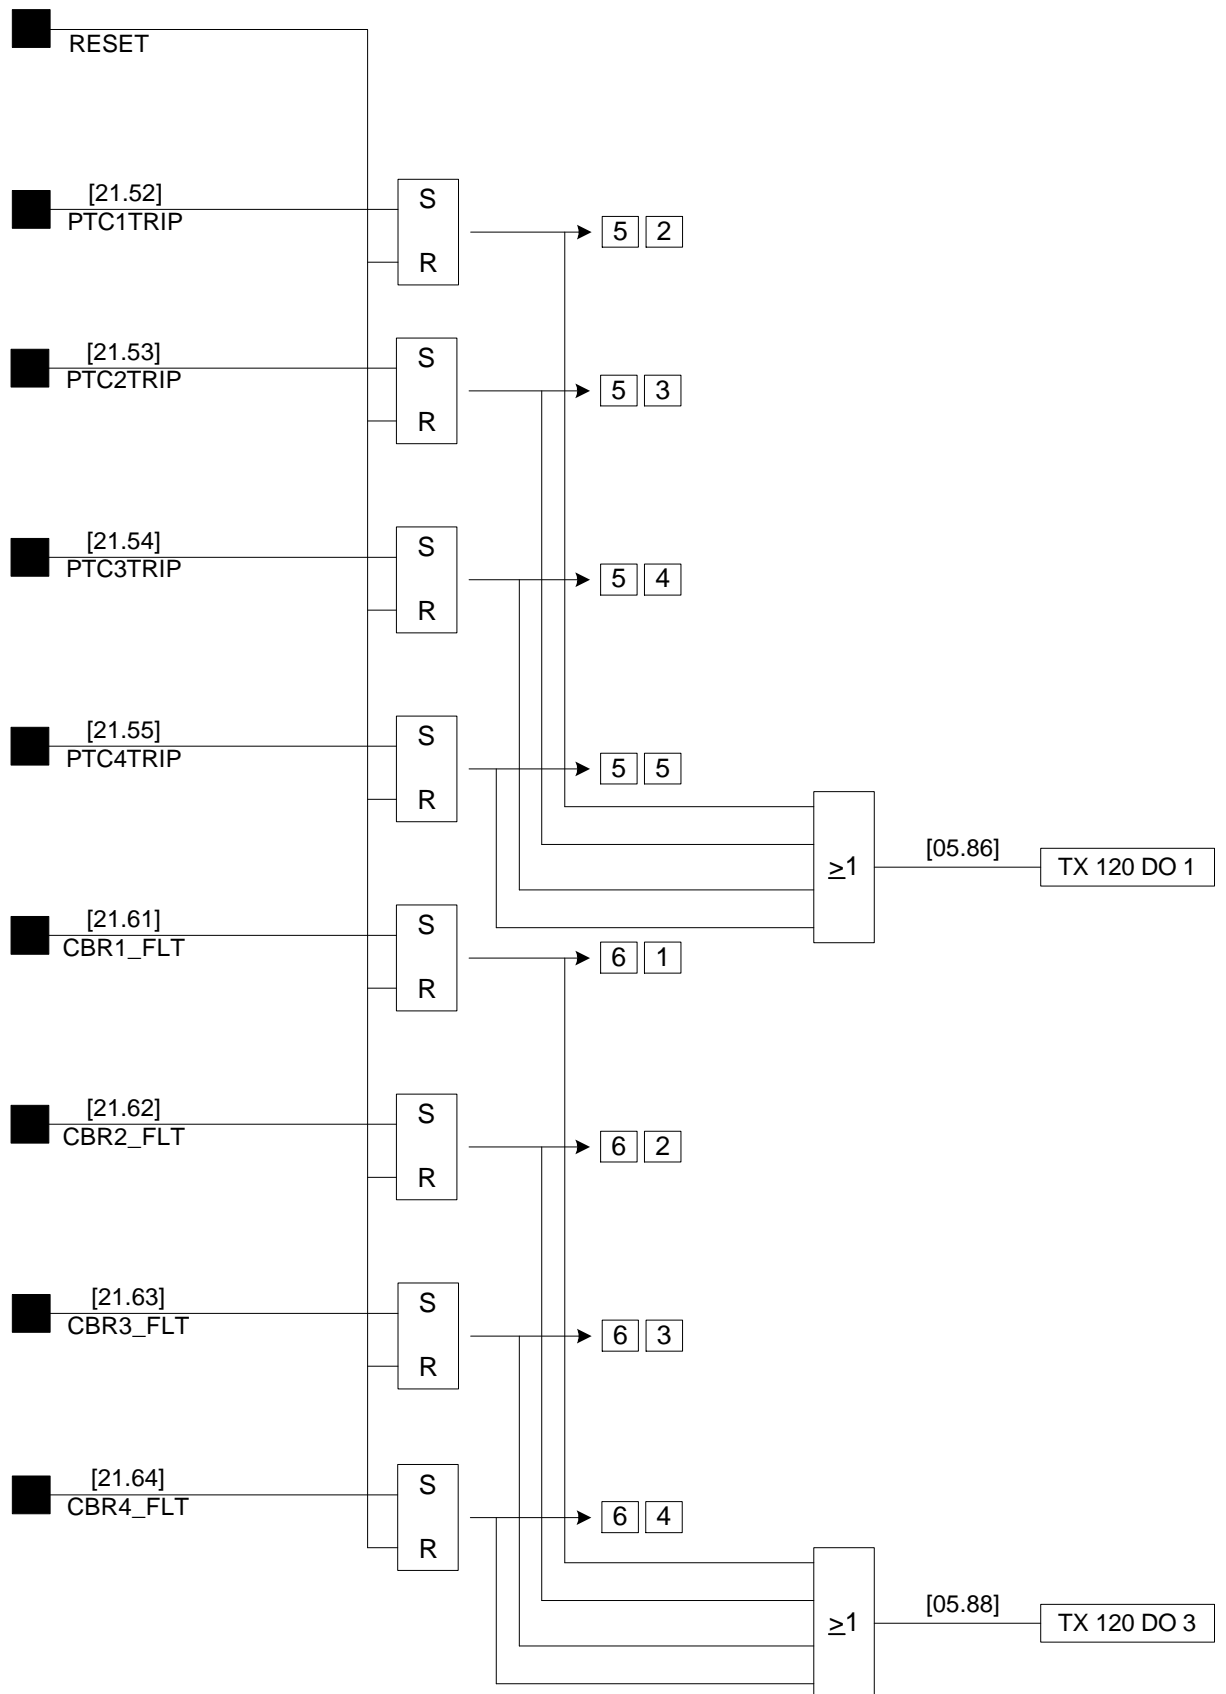 RESET
[21.52]
PTC1TRIP
S
R
5 2
[21.53]
PTC2TRIP
S
R
5 3
[21.54]
PTC3TRIP
S
R
5 4
[21.55]
PTC4TRIP
S
R
5 5
≥1
[05.86]
TX 120 DO 1
[21.61]
CBR1_FLT
S
R
6 1
[21.62]
CBR2_FLT
S
R
6 2
[21.63]
CBR3_FLT
S
R
6 3
[21.64]
CBR4_FLT
S
R
6 4
≥1
[05.88]
TX 120 DO 3